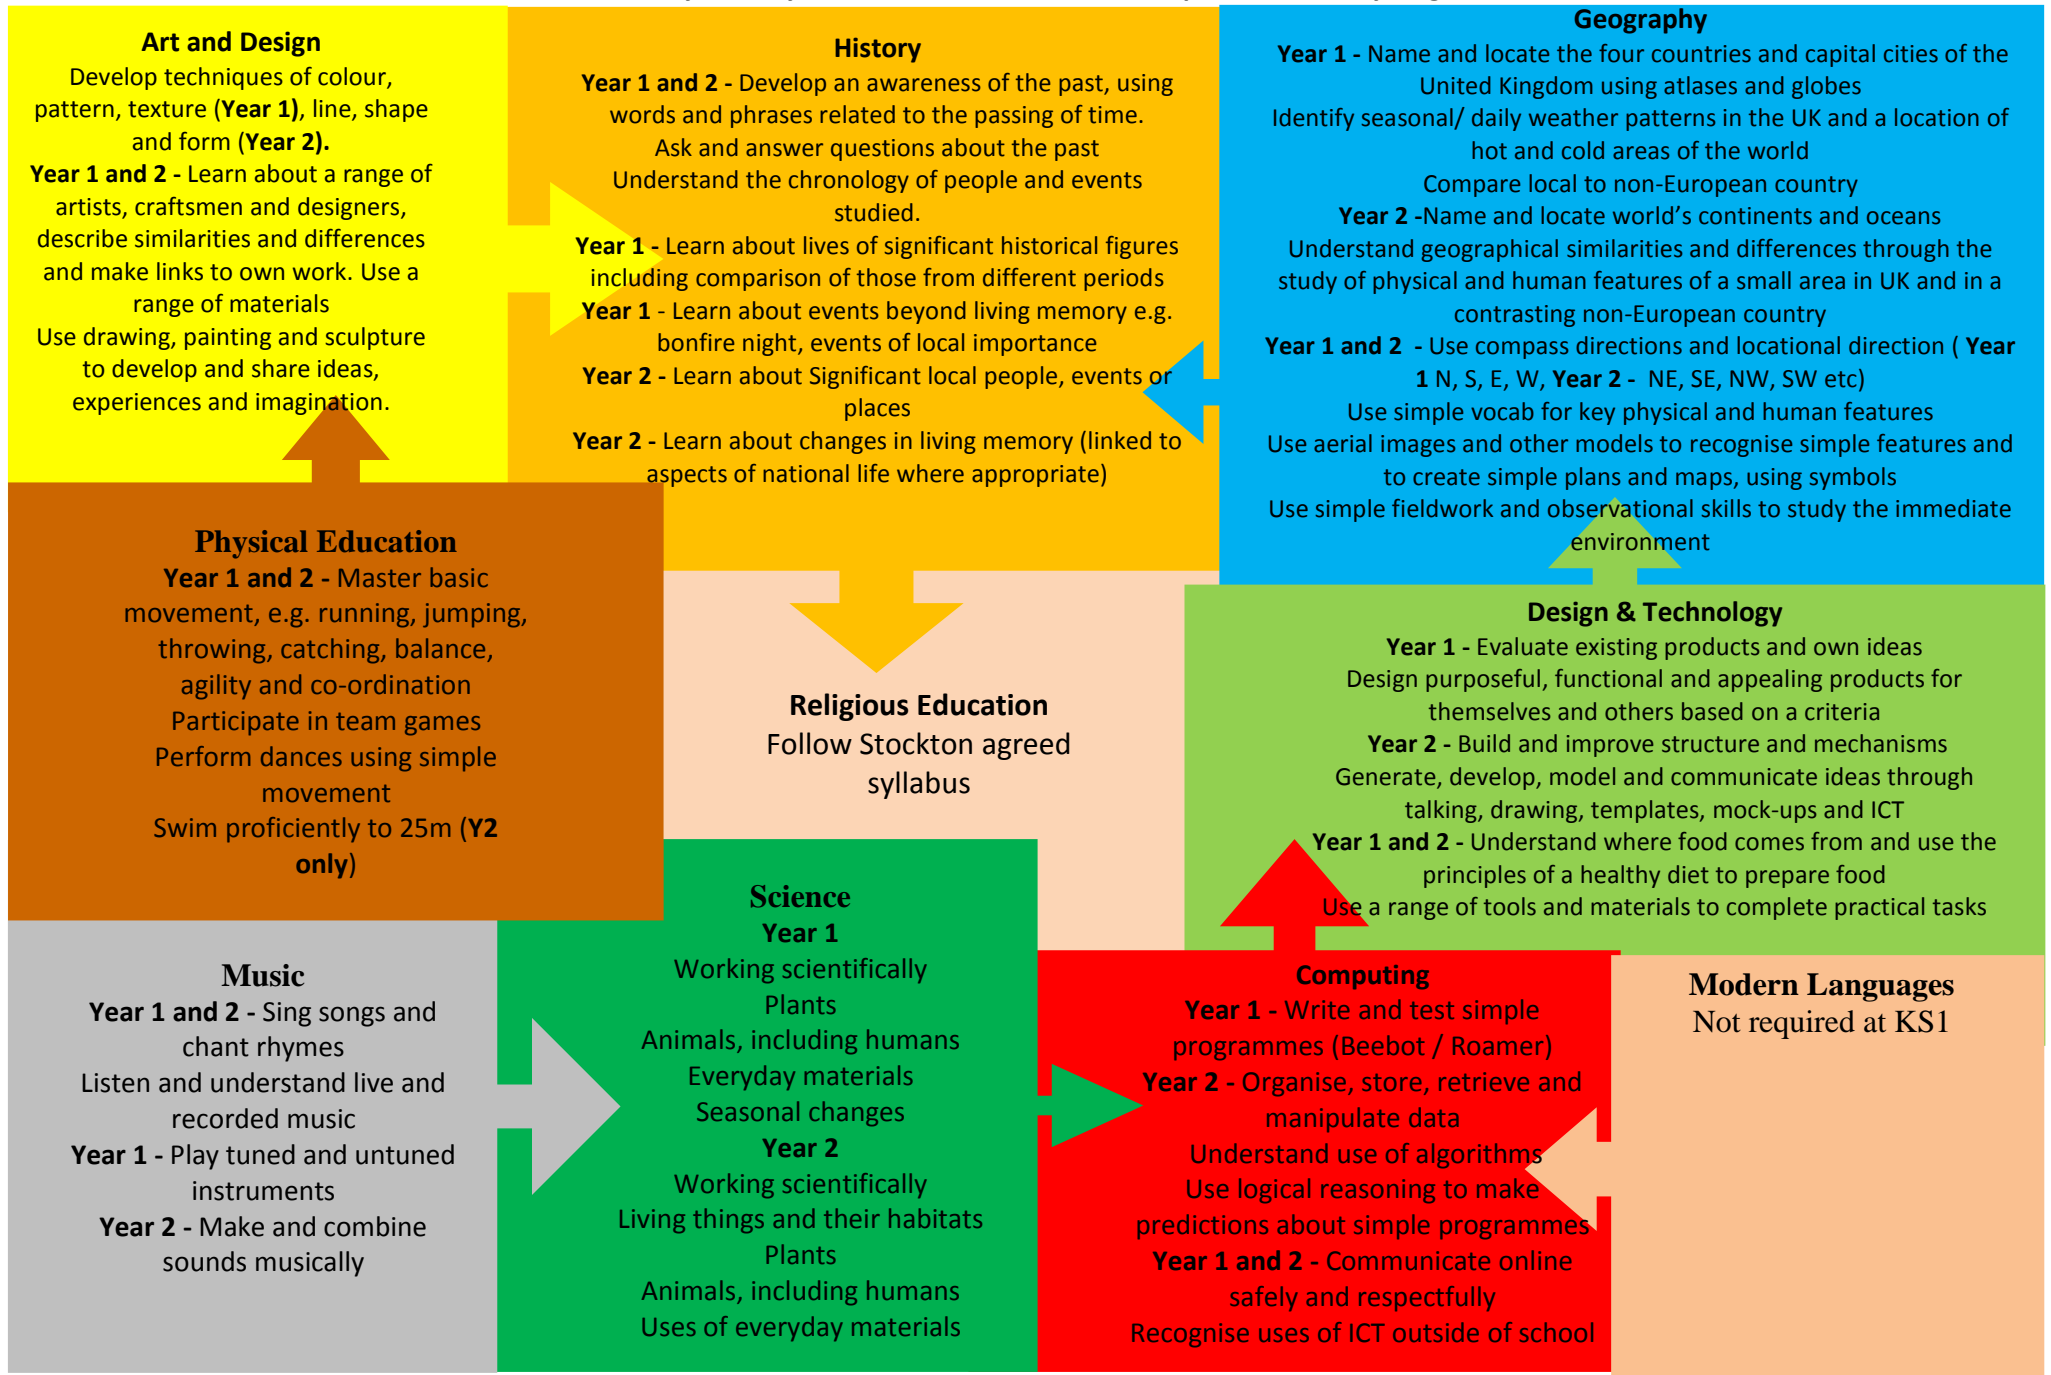 Art and Design
Develop techniques of colour,
pattern, texture (Year 1), line, shape
and form (Year 2).
Year 1 and 2 - Learn about a range of
artists, craftsmen and designers,
describe similarities and differences
and make links to own work. Use a
range of materials
Use drawing, painting and sculpture
to develop and share ideas,
experiences and imagination.
History
Year 1 and 2 - Develop an awareness of the past, using
words and phrases related to the passing of time.
Ask and answer questions about the past
Understand the chronology of people and events
studied.
Year 1 - Learn about lives of significant historical figures
including comparison of those from different periods
Year 1 - Learn about events beyond living memory e.g.
bonfire night, events of local importance
Year 2 - Learn about Significant local people, events or
places
Year 2 - Learn about changes in living memory (linked to
aspects of national life where appropriate)
Geography
Year 1 - Name and locate the four countries and capital cities of the
United Kingdom using atlases and globes
Identify seasonal/ daily weather patterns in the UK and a location of
hot and cold areas of the world
Compare local to non-European country
Year 2 -Name and locate world's continents and oceans
Understand geographical similarities and differences through the
study of physical and human features of a small area in UK and in a
contrasting non-European country
Year 1 and 2 - Use compass directions and locational direction ( Year
1 N, S, E, W, Year 2 - NE, SE, NW, SW etc)
Use simple vocab for key physical and human features
Use aerial images and other models to recognise simple features and
to create simple plans and maps, using symbols
Use simple fieldwork and observational skills to study the immediate
environment
Physical Education
Year 1 and 2 - Master basic
movement, e.g. running, jumping,
throwing, catching, balance,
agility and co-ordination
Participate in team games
Perform dances using simple
movement
Swim proficiently to 25m (Y2
only)
Religious Education
Follow Stockton agreed
syllabus
Design & Technology
Year 1 - Evaluate existing products and own ideas
Design purposeful, functional and appealing products for
themselves and others based on a criteria
Year 2 - Build and improve structure and mechanisms
Generate, develop, model and communicate ideas through
talking, drawing, templates, mock-ups and ICT
Year 1 and 2 - Understand where food comes from and use the
principles of a healthy diet to prepare food
Use a range of tools and materials to complete practical tasks
Music
Year 1 and 2 - Sing songs and
chant rhymes
Listen and understand live and
recorded music
Year 1 - Play tuned and untuned
instruments
Year 2 - Make and combine
sounds musically
Science
Year 1
Working scientifically
Plants
Animals, including humans
Everyday materials
Seasonal changes
Year 2
Working scientifically
Living things and their habitats
Plants
Animals, including humans
Uses of everyday materials
Computing
Year 1 - Write and test simple
programmes (Beebot / Roamer)
Year 2 - Organise, store, retrieve and
manipulate data
Understand use of algorithms
Use logical reasoning to make
predictions about simple programmes
Year 1 and 2 - Communicate online
safely and respectfully
Recognise uses of ICT outside of school
Modern Languages
Not required at KS1